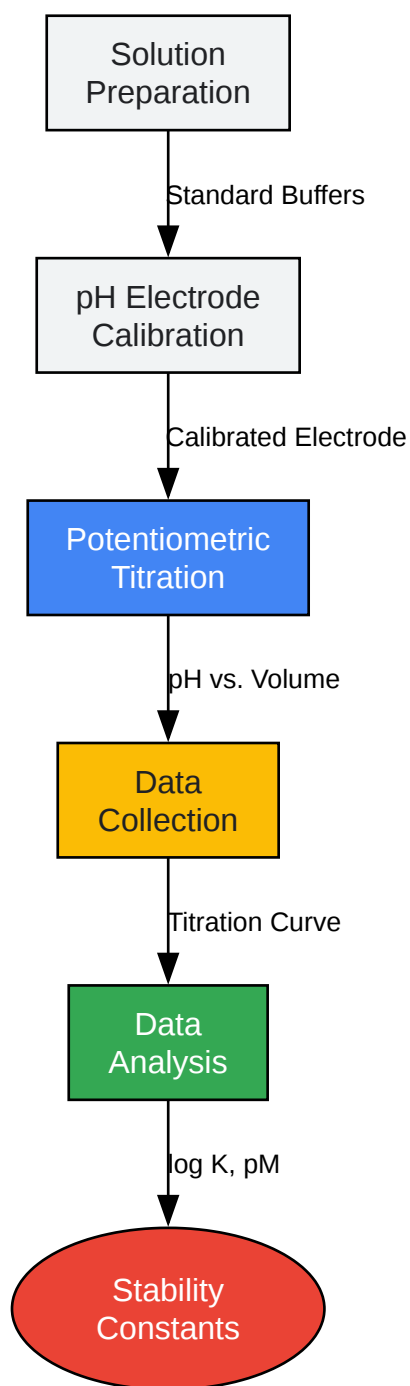 Solution
Preparation
Standard Buffers
pH Electrode
Calibration
Calibrated Electrode
Potentiometric
Titration
pH vs. Volume
Data
Collection
Titration Curve
Data
Analysis
log K, pM
Stability
Constants